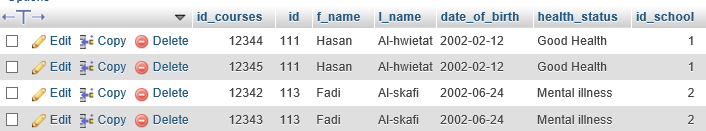 id_courses id f_name l_name date_of_birth health_status id_school
Edit Copy Delete 12344 111 Hasan Al-hwietat 2002-02-12 Good Health 1
Edit Copy Delete 12345 111 Hasan Al-hwietat 2002-02-12 Good Health 1
Edit Copy Delete 12342 113 Fadi Al-skafi 2002-06-24 Mental illness 2
Edit Copy Delete 12343 113 Fadi Al-skafi 2002-06-24 Mental illness 2